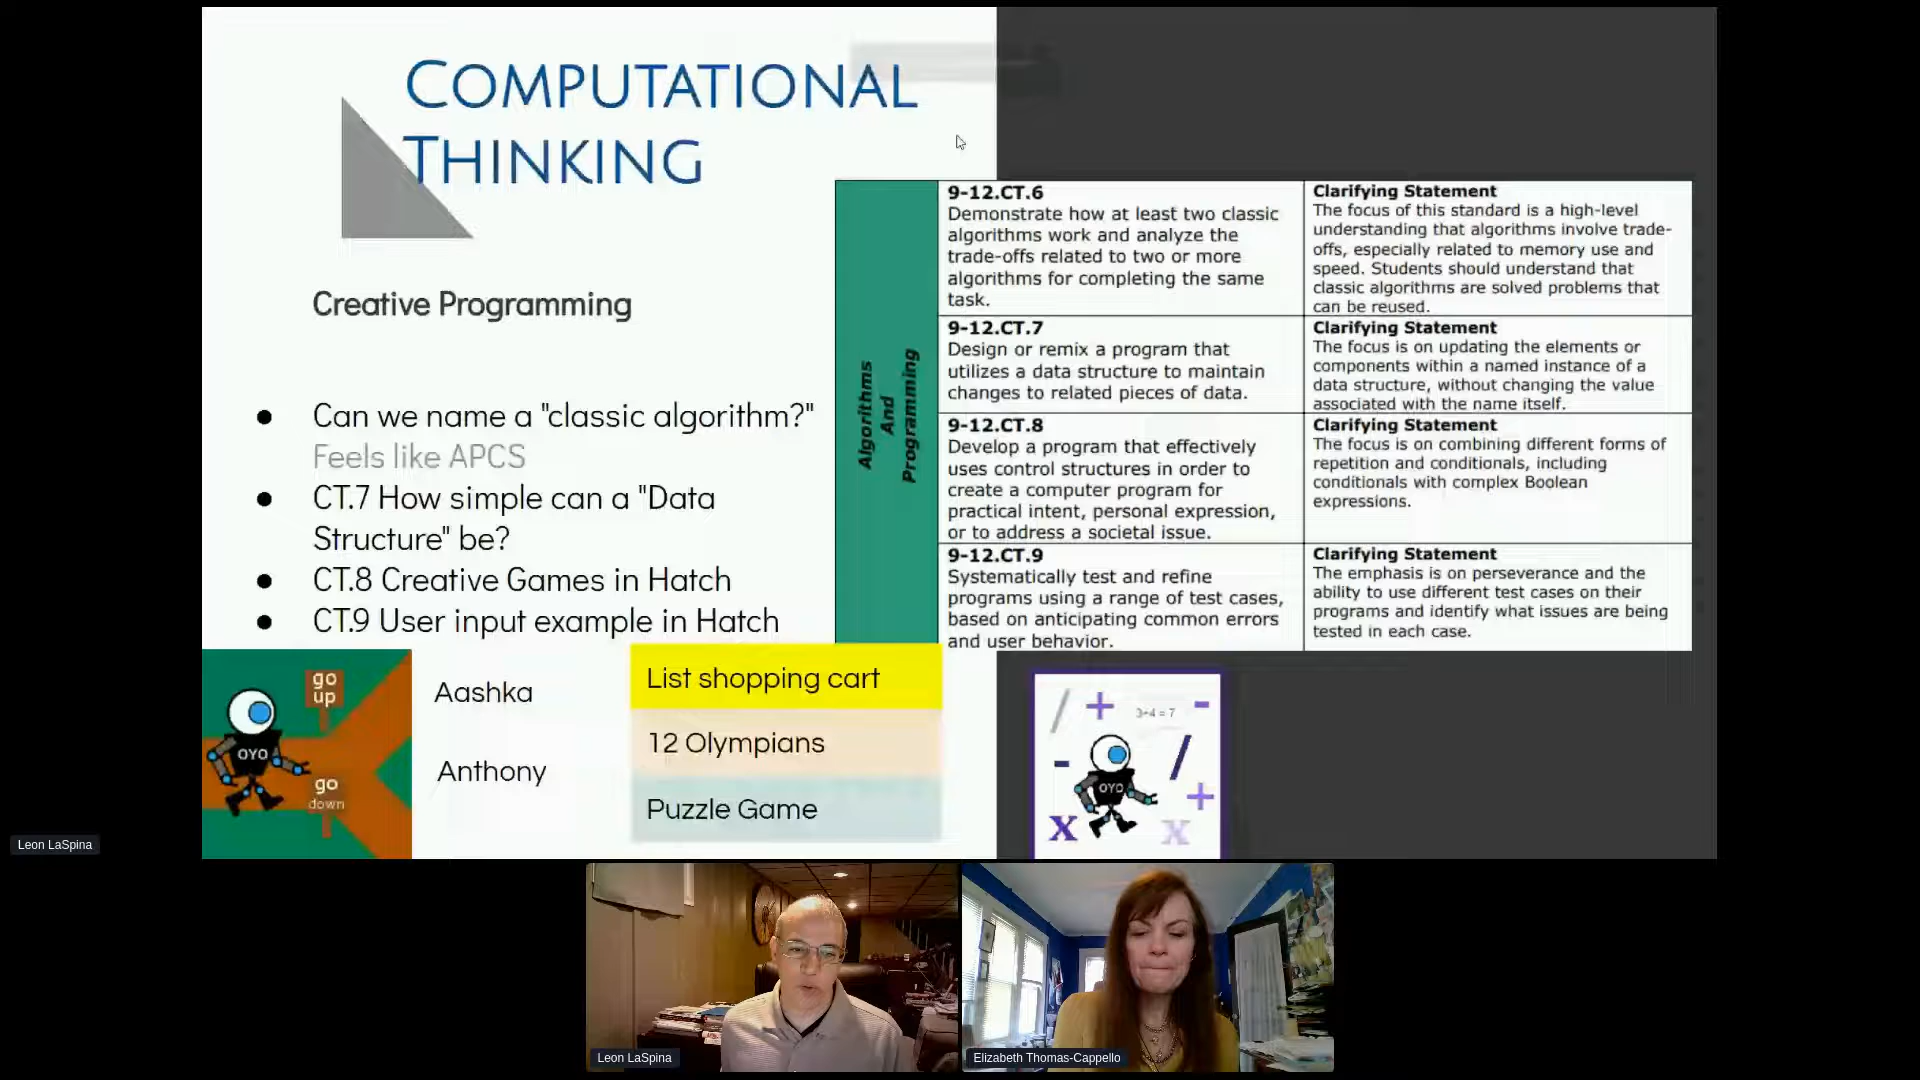 COMPUTATIONAL
THINKING
Creative Programming
● Can we name a "classic algorithm?"
Feels like APCS
● CT.7 How simple can a "Data
Structure" be?
● CT.8 Creative Games in Hatch
● CT.9 User input example in Hatch
Algorithms
And
Programming
9-12.CT.6
Demonstrate how at least two classic
algorithms work and analyze the
trade-offs related to two or more
algorithms for completing the same
task.
Clarifying Statement
The focus of this standard is a high-level
understanding that algorithms involve trade-
offs, especially related to memory use and
speed. Students should understand that
classic algorithms are solved problems that
can be reused.
9-12.CT.7
Design or remix a program that
utilizes a data structure to maintain
changes to related pieces of data.
Clarifying Statement
The focus is on updating the elements or
components within a named instance of a
data structure, without changing the value
associated with the name itself.
9-12.CT.8
Develop a program that effectively
uses control structures in order to
create a computer program for
practical intent, personal expression,
or to address a societal issue.
Clarifying Statement
The focus is on combining different forms of
repetition and conditionals, including
conditionals with complex Boolean
expressions.
9-12.CT.9
Systematically test and refine
programs using a range of test cases,
based on anticipating common errors
and user behavior.
Clarifying Statement
The emphasis is on perseverance and the
ability to use different test cases on their
programs and identify what issues are being
tested in each case.
go
up
OYO
go
down
Aashka
Anthony
List shopping cart
12 Olympians
Puzzle Game
/ + 3+4=7 -
- /
OYO
+
X X
Leon LaSpina
Leon LaSpina
Elizabeth Thomas-Cappello